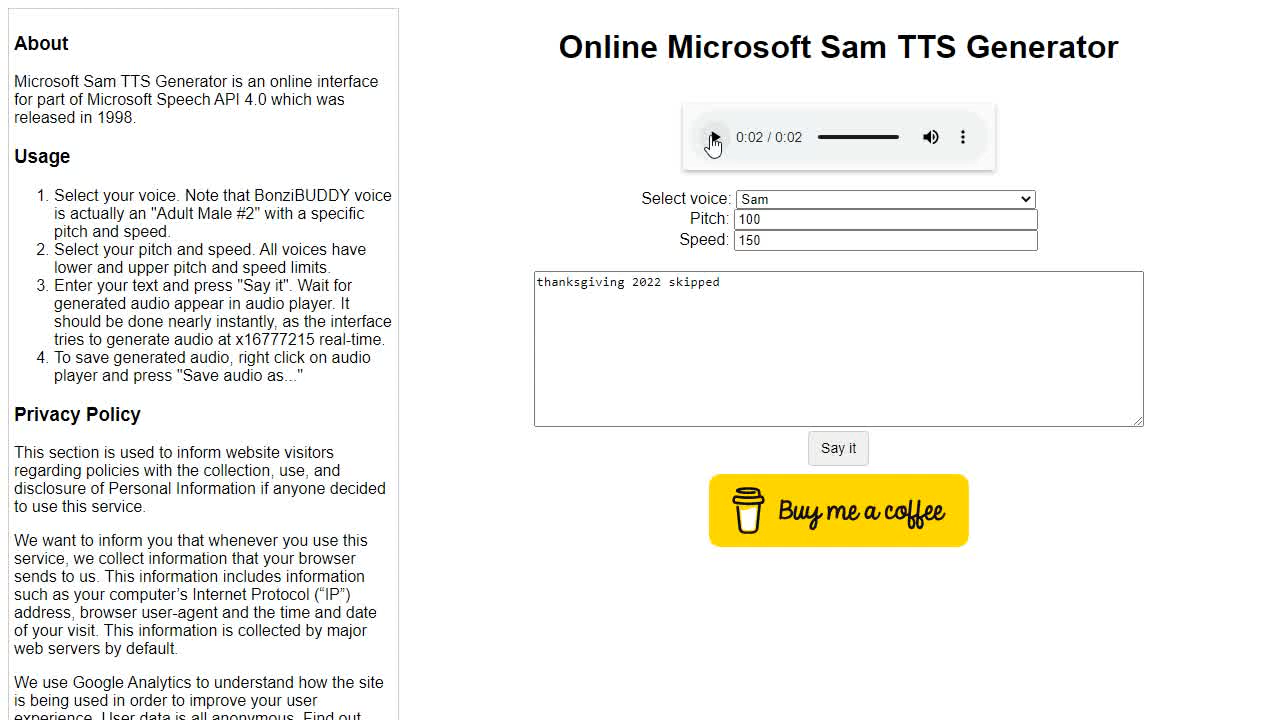 About
Microsoft Sam TTS Generator is an online interface
for part of Microsoft Speech API 4.0 which was
released in 1998.
Usage
1. Select your voice. Note that BonziBUDDY voice
is actually an "Adult Male #2" with a specific
pitch and speed.
2. Select your pitch and speed. All voices have
lower and upper pitch and speed limits.
3. Enter your text and press "Say it". Wait for
generated audio appear in audio player. It
should be done nearly instantly, as the interface
tries to generate audio at x16777215 real-time.
4. To save generated audio, right click on audio
player and press "Save audio as..."
Privacy Policy
This section is used to inform website visitors
regarding policies with the collection, use, and
disclosure of Personal Information if anyone decided
to use this service.
We want to inform you that whenever you use this
service, we collect information that your browser
sends to us. This information includes information
such as your computer’s Internet Protocol (“IP”)
address, browser user-agent and the time and date
of your visit. This information is collected by major
web servers by default.
We use Google Analytics to understand how the site
is being used in order to improve your user
experience. User data is all anonymous. Find out
Online Microsoft Sam TTS Generator
0:02 / 0:02
Select voice: Sam
Pitch: 100
Speed: 150
thanksgiving 2022 skipped
Say it
Buy me a coffee